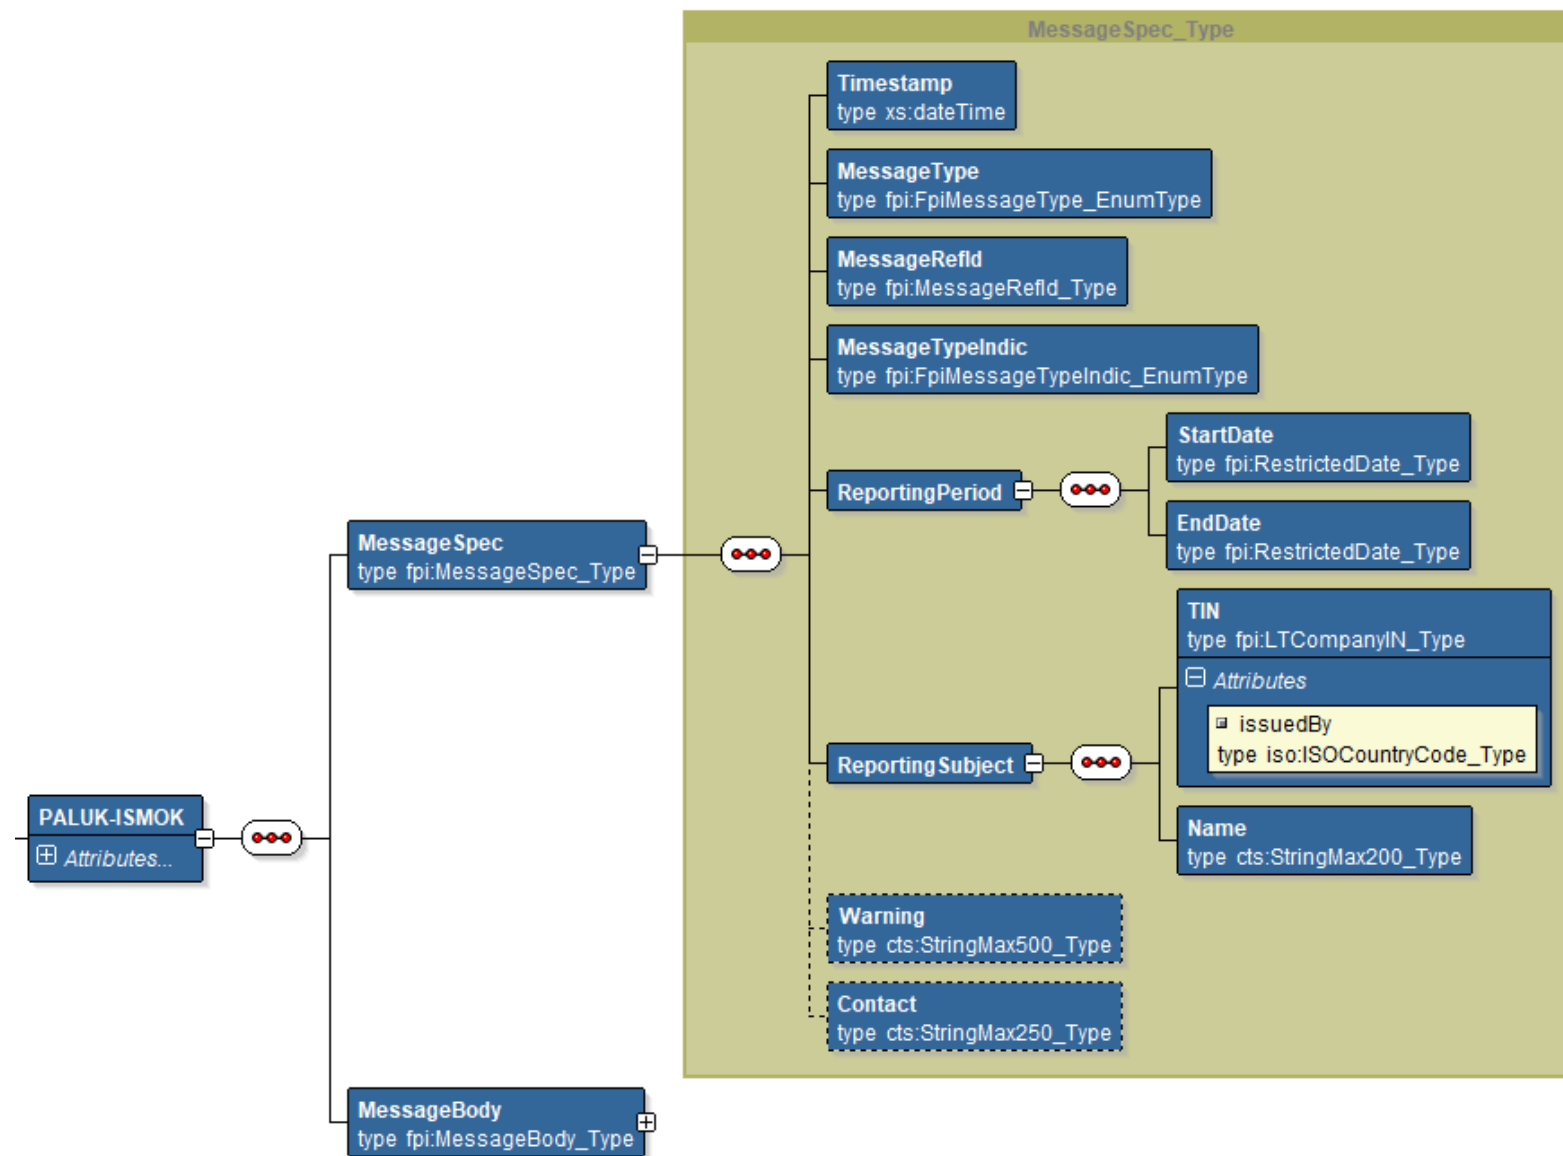 MessageSpec_Type
Timestamp
type xs:dateTime
MessageType
type fpi:FpiMessageType_EnumType
MessageRefId
type fpi:MessageRefId_Type
MessageTypeIndic
type fpi:FpiMessageTypeIndic_EnumType
StartDate
type fpi:RestrictedDate_Type
ReportingPeriod
EndDate
type fpi:RestrictedDate_Type
MessageSpec
type fpi:MessageSpec_Type
TIN
type fpi:LTCompanyIN_Type
Attributes
issuedBy
type iso:ISOCountryCode_Type
ReportingSubject
Name
type cts:StringMax200_Type
PALUK-ISMOK
Attributes...
Warning
type cts:StringMax500_Type
Contact
type cts:StringMax250_Type
MessageBody
type fpi:MessageBody_Type